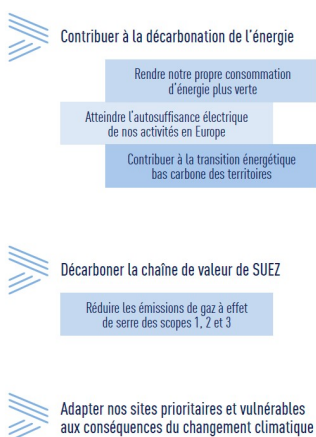 Contribuer à la décarbonation de l'énergie
Rendre notre propre consommation
d'énergie plus verte
Atteindre l'autosuffisance électrique
de nos activités en Europe
Contribuer à la transition énergétique
bas carbone des territoires
Décarboner la chaîne de valeur de SUEZ
Réduire les émissions de gaz à effet
de serre des scopes 1, 2 et 3
Adapter nos sites prioritaires et vulnérables
aux conséquences du changement climatique